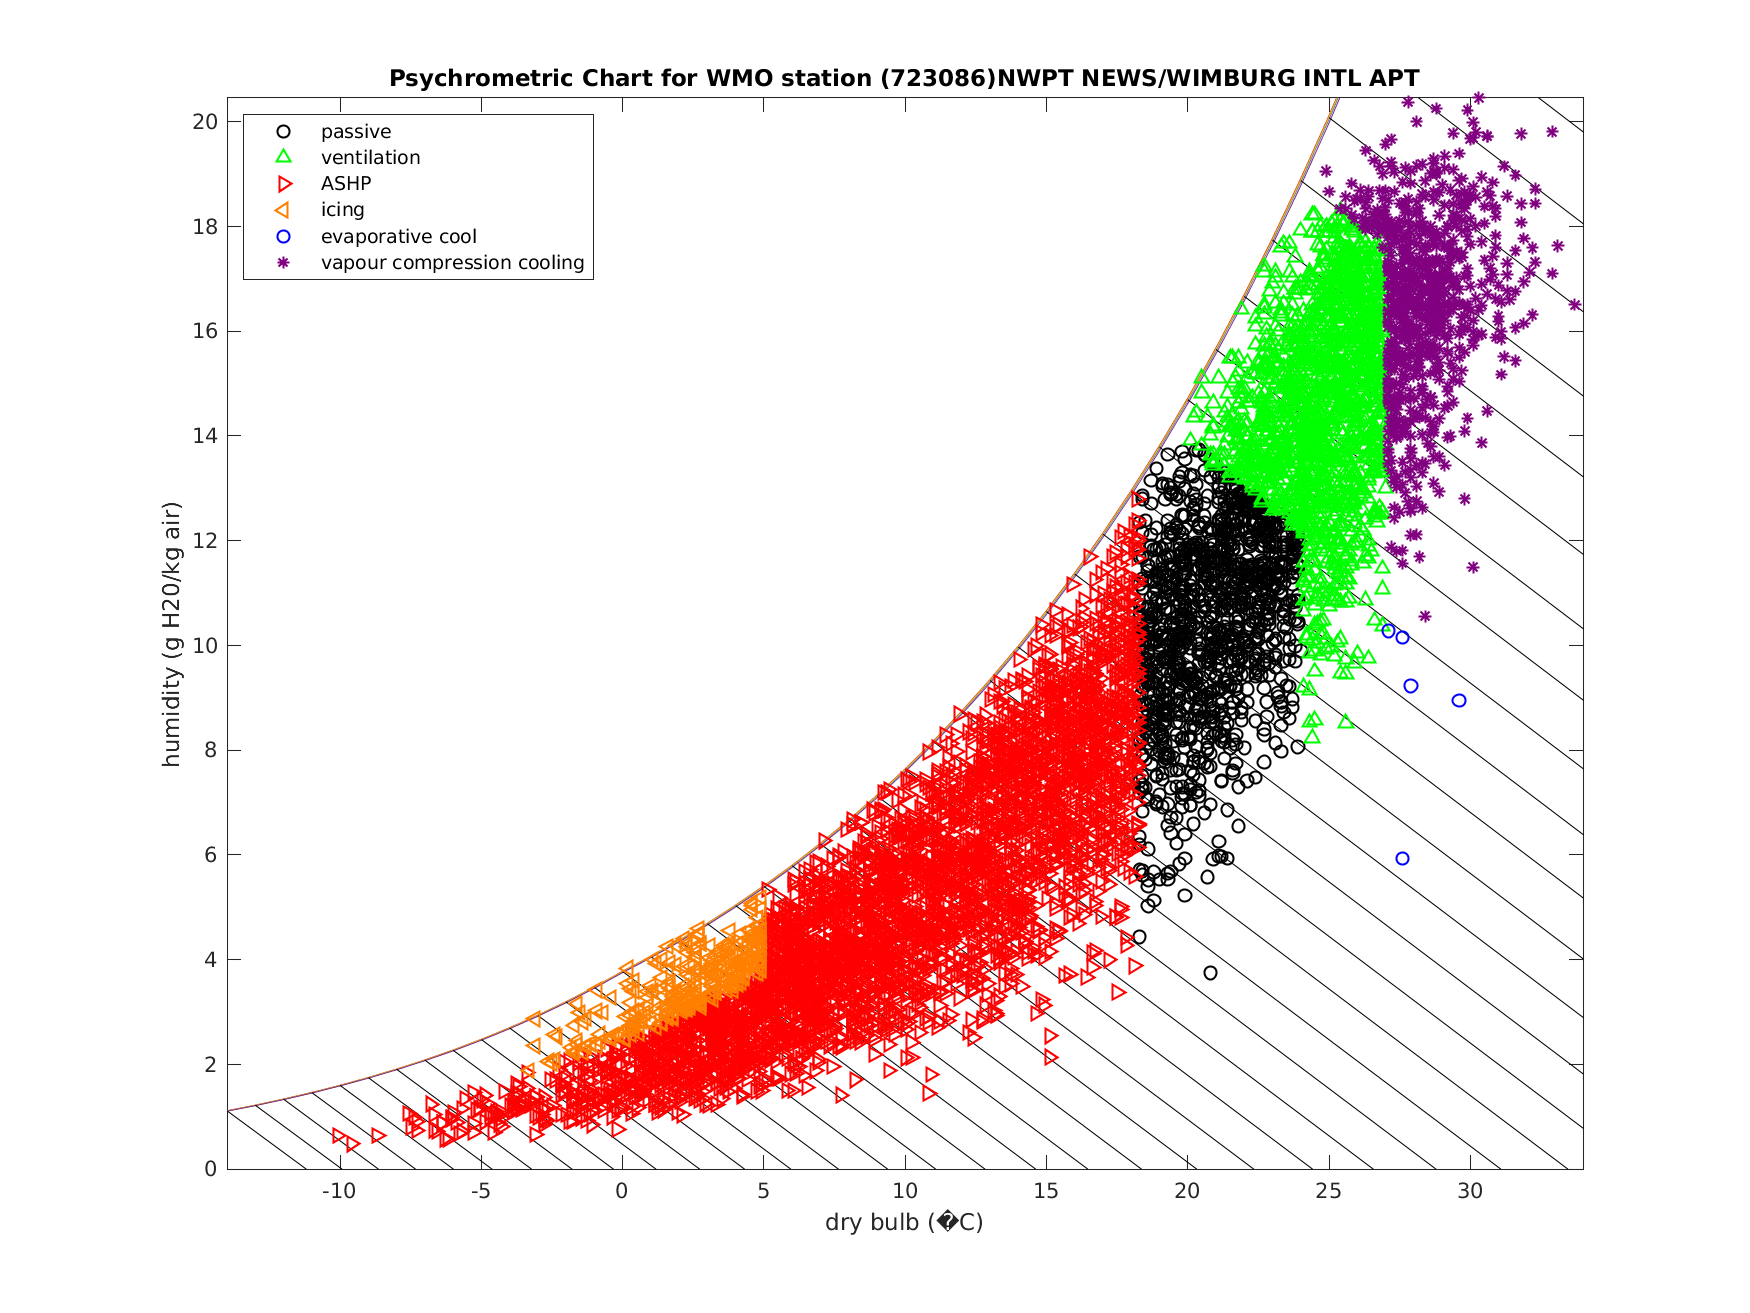 Psychrometric Chart for WMO station (723086)NWPT NEWS/WIMBURG INTL APT
passive
ventilation
ASHP
icing
evaporative cool
vapour compression cooling
humidity (g H20/kg air)
20
18
16
14
12
10
8
6
4
2
0
-10 -5 0 5 10 15 20 25 30
dry bulb (�C)